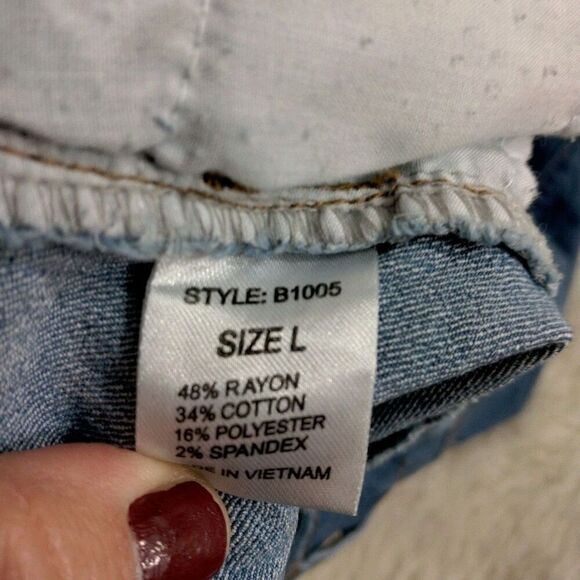 STYLE: B1005
SIZE L
48% RAYON
34% COTTON
16% POLYESTER
2% SPANDEX
IN VIETNAM